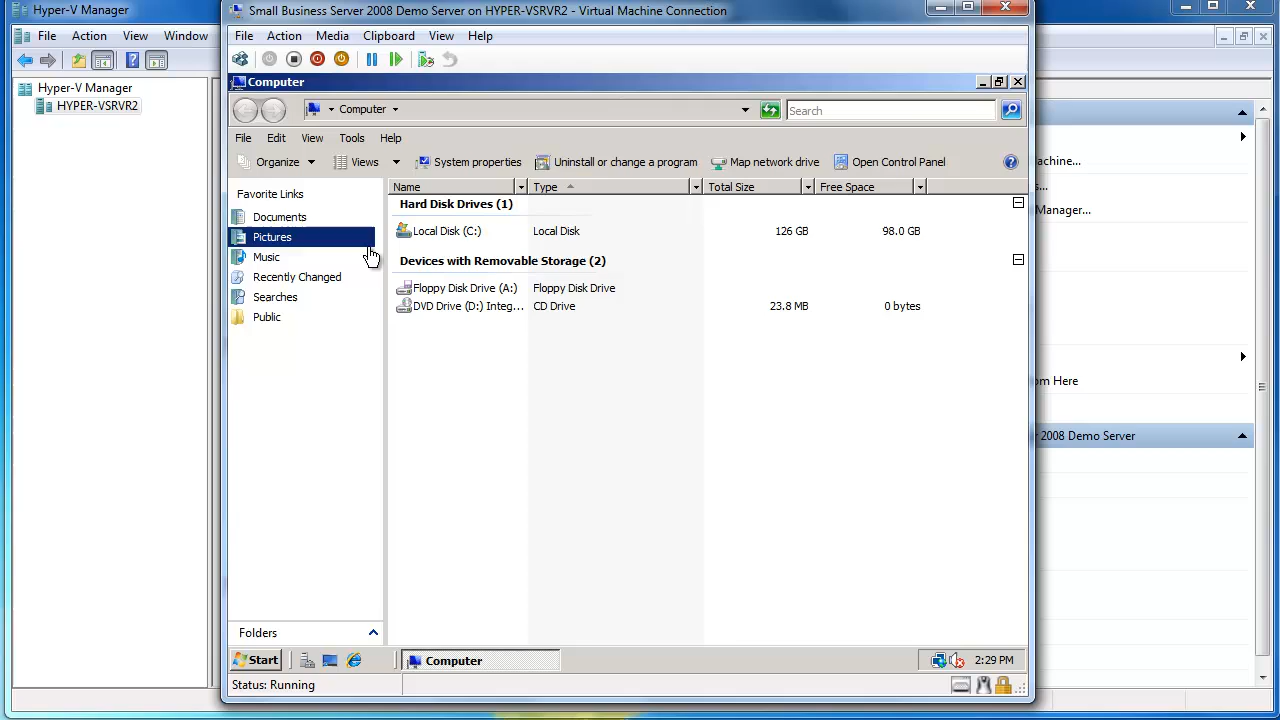 Hyper-V Manager
File Action View Window
Hyper-V Manager
HYPER-VSRVR2
Small Business Server 2008 Demo Server on HYPER-VSRVR2 - Virtual Machine Connection
File Action Media Clipboard View Help
Computer
Computer
Search
File Edit View Tools Help
Organize Views System properties Uninstall or change a program Map network drive Open Control Panel
Favorite Links
Documents
Pictures
Music
Recently Changed
Searches
Public
Folders
Name Type Total Size Free Space
Hard Disk Drives (1)
Local Disk (C:) Local Disk 126 GB 98.0 GB
Devices with Removable Storage (2)
Floppy Disk Drive (A:) Floppy Disk Drive
DVD Drive (D:) Integ... CD Drive 23.8 MB 0 bytes
Start Computer 2:29 PM
Status: Running
achine...
s...
Manager...
om Here
2008 Demo Server